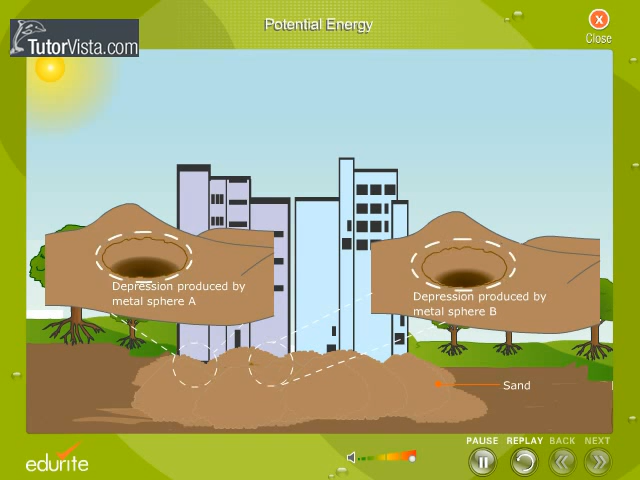 Potential Energy
TutorVista.com
Close
Depression produced by
metal sphere A
Depression produced by
metal sphere B
Sand
edurite
PAUSE REPLAY BACK NEXT